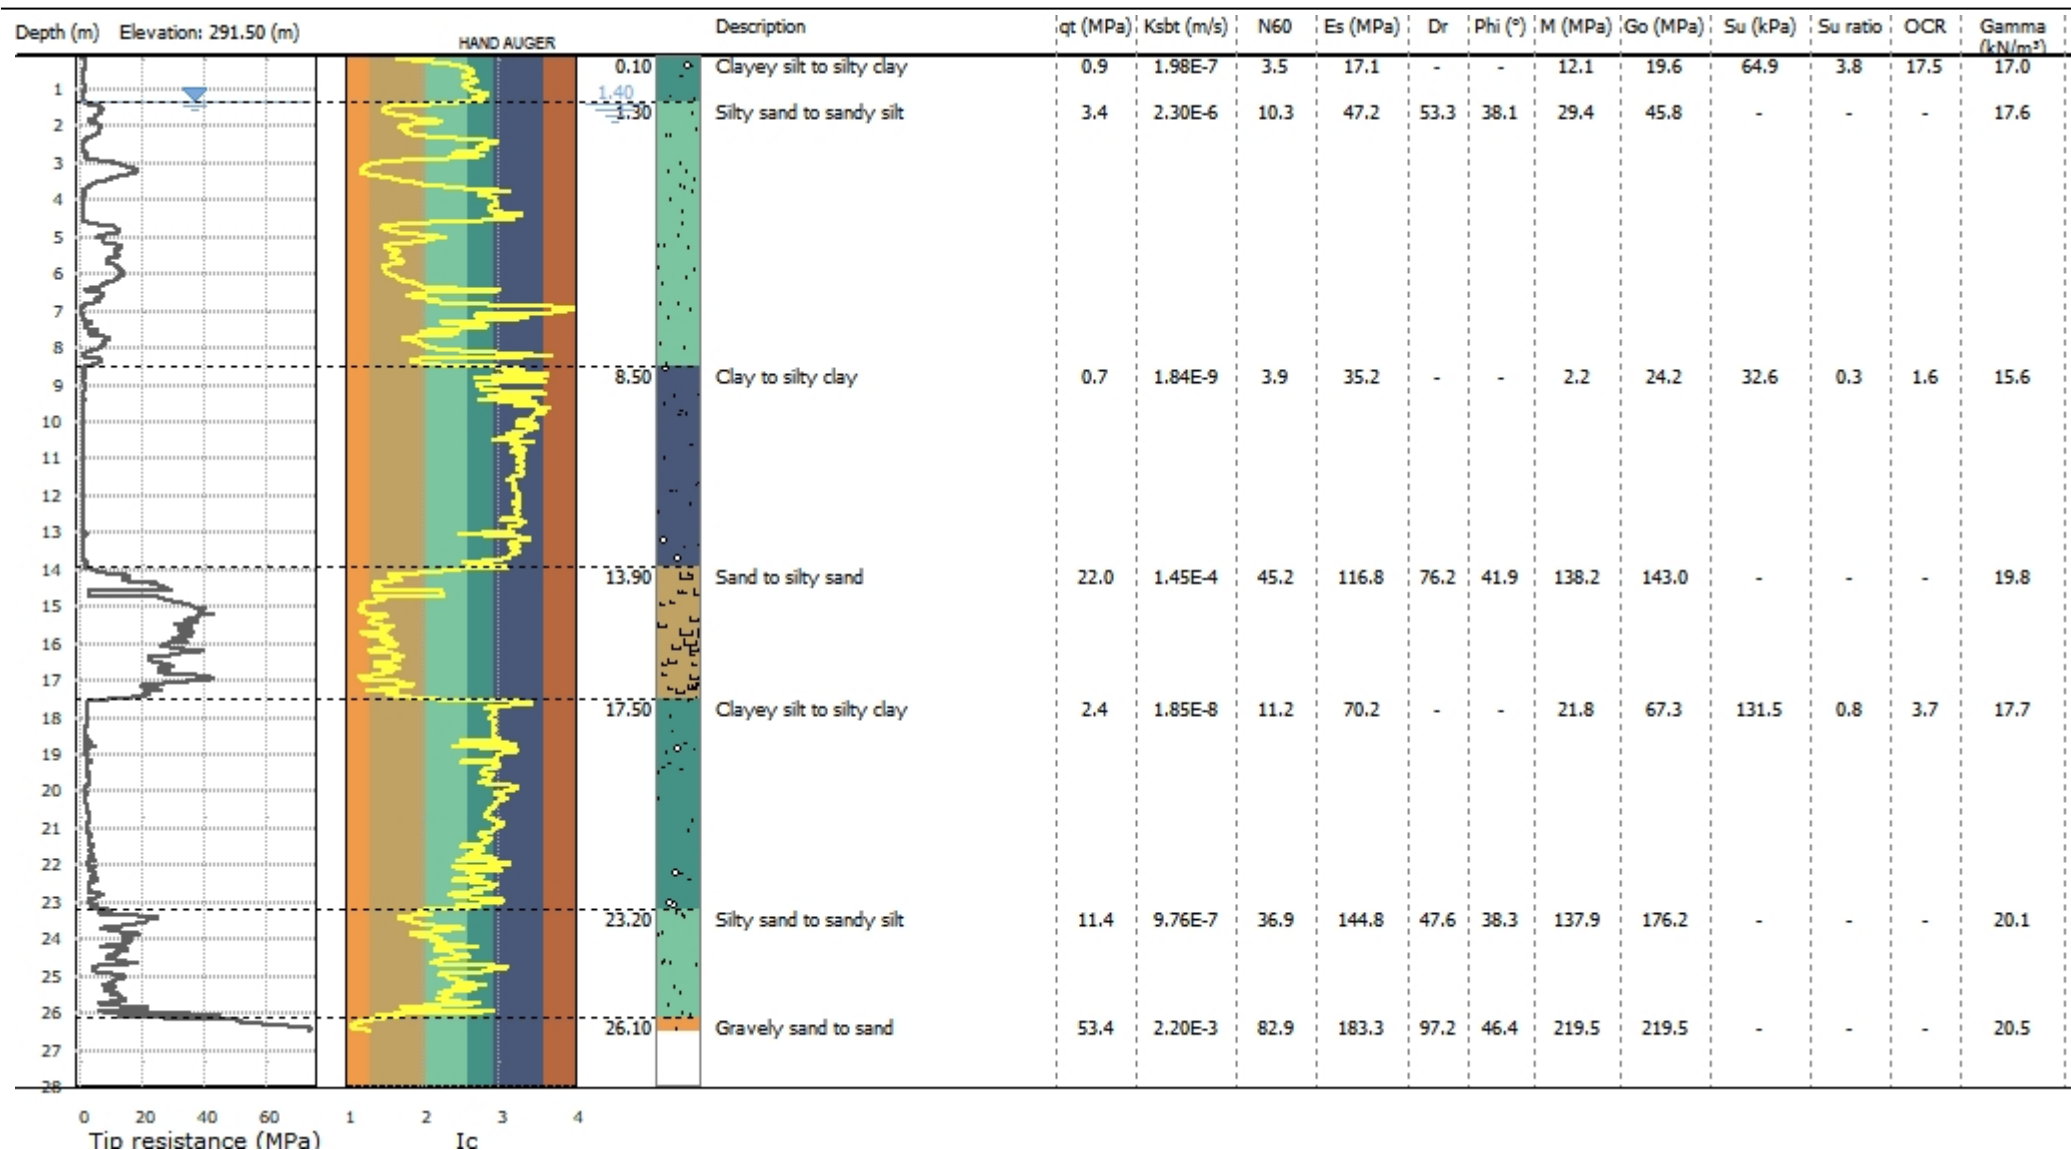 Depth (m) Elevation: 291.50 (m) HAND AUGER Description qt (MPa) Ksbt (m/s) N60 Es (MPa) Dr Phi (°) M (MPa) Go (MPa) Su (kPa) Su ratio OCR Gamma
(kN/m³)
0.10 Clayey silt to silty clay 0.9 1.98E-7 3.5 17.1 - - 12.1 19.6 64.9 3.8 17.5 17.0
1 1.40
1.30 Silty sand to sandy silt 3.4 2.30E-6 10.3 47.2 53.3 38.1 29.4 45.8 - - - 17.6
2
3
4
5
6
7
8
8.50 Clay to silty clay 0.7 1.84E-9 3.9 35.2 - - 2.2 24.2 32.6 0.3 1.6 15.6
9
10
11
12
13
14
13.90 Sand to silty sand 22.0 1.45E-4 45.2 116.8 76.2 41.9 138.2 143.0 - - - 19.8
15
16
17
17.50 Clayey silt to silty clay 2.4 1.85E-8 11.2 70.2 - - 21.8 67.3 131.5 0.8 3.7 17.7
18
19
20
21
22
23
23.20 Silty sand to sandy silt 11.4 9.76E-7 36.9 144.8 47.6 38.3 137.9 176.2 - - - 20.1
24
25
26
26.10 Gravely sand to sand 53.4 2.20E-3 82.9 183.3 97.2 46.4 219.5 219.5 - - - 20.5
27
28
0 20 40 60 1 2 3 4
Tip resistance (MPa) Ic